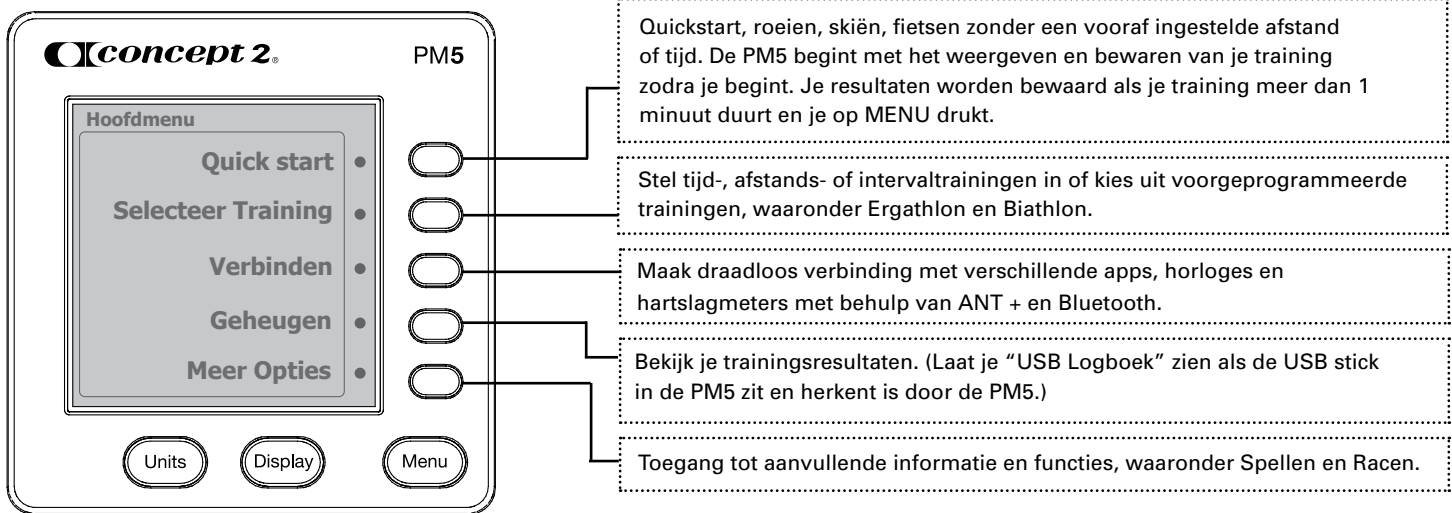 concept 2®
PM5
Hoofdmenu
Quick start
Selecteer Training
Verbinden
Geheugen
Meer Opties
Units
Display
Menu
Quickstart, roeien, skiën, fietsen zonder een vooraf ingestelde afstand
of tijd. De PM5 begint met het weergeven en bewaren van je training
zodra je begint. Je resultaten worden bewaard als je training meer dan 1
minuut duurt en je op MENU drukt.
Stel tijd-, afstands- of intervaltrainingen in of kies uit voorgeprogrammeerde
trainingen, waaronder Ergathlon en Biathlon.
Maak draadloos verbinding met verschillende apps, horloges en
hartslagmeters met behulp van ANT + en Bluetooth.
Bekijk je trainingsresultaten. (Laat je “USB Logboek” zien als de USB stick
in de PM5 zit en herkent is door de PM5.)
Toegang tot aanvullende informatie en functies, waaronder Spellen en Racen.